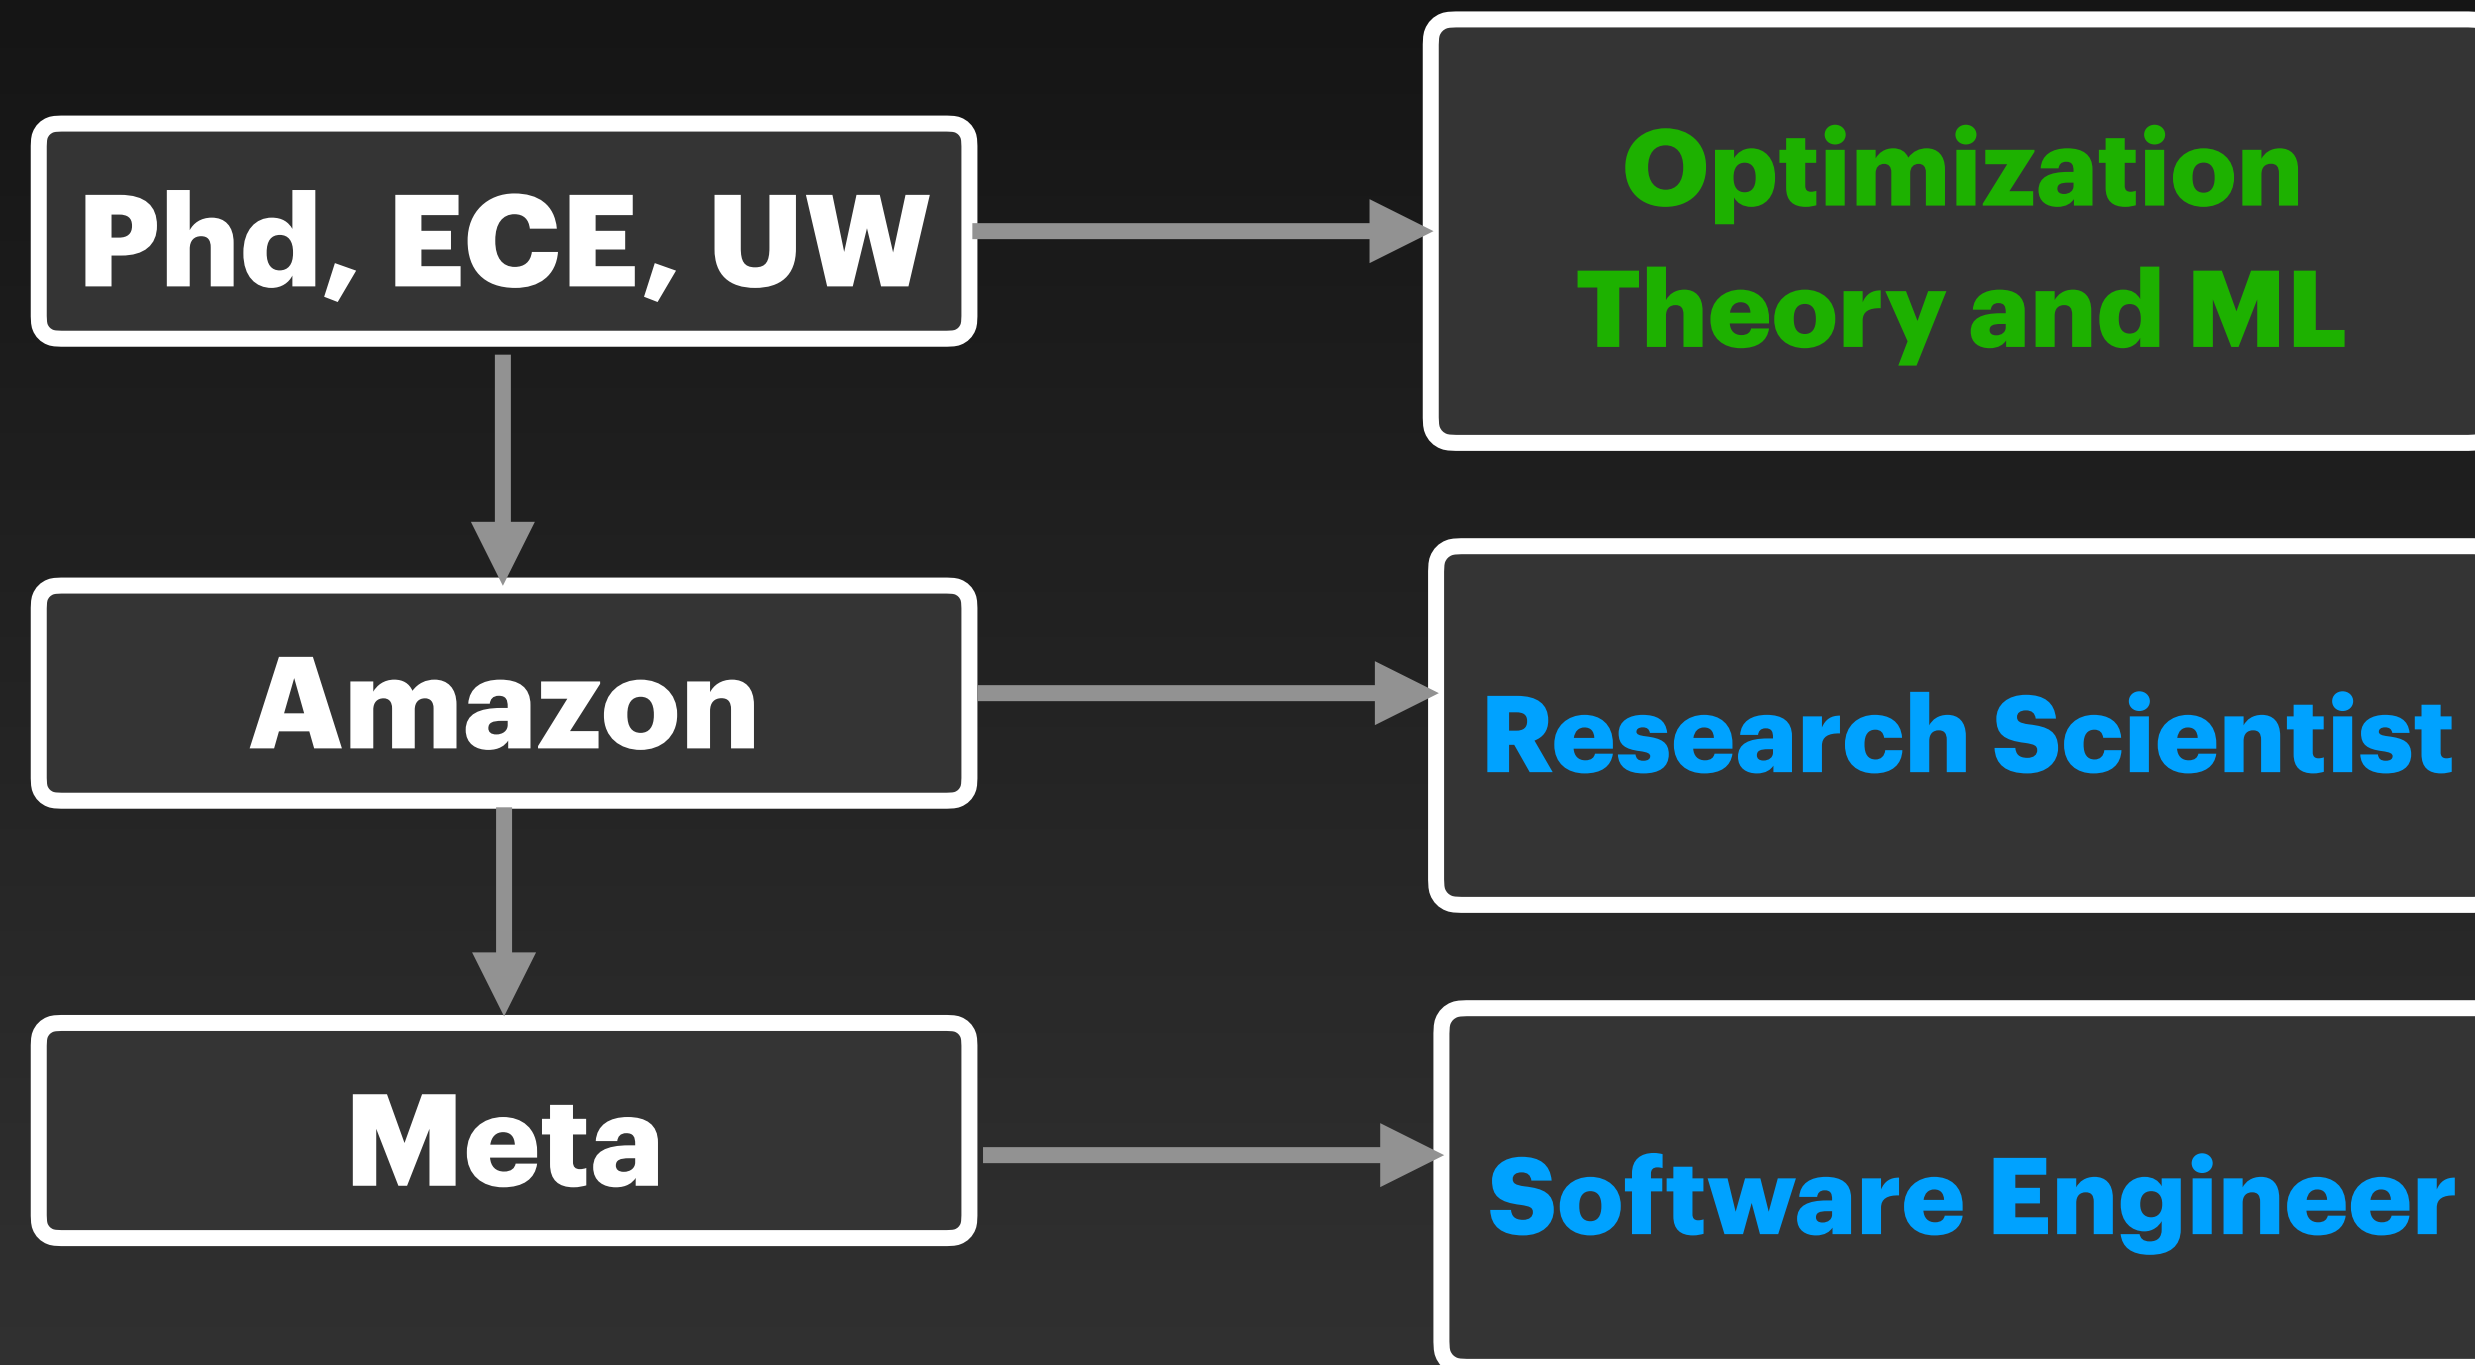 Phd, ECE, UW
Optimization
Theory and ML
Amazon
Research Scientist
Meta
Software Engineer